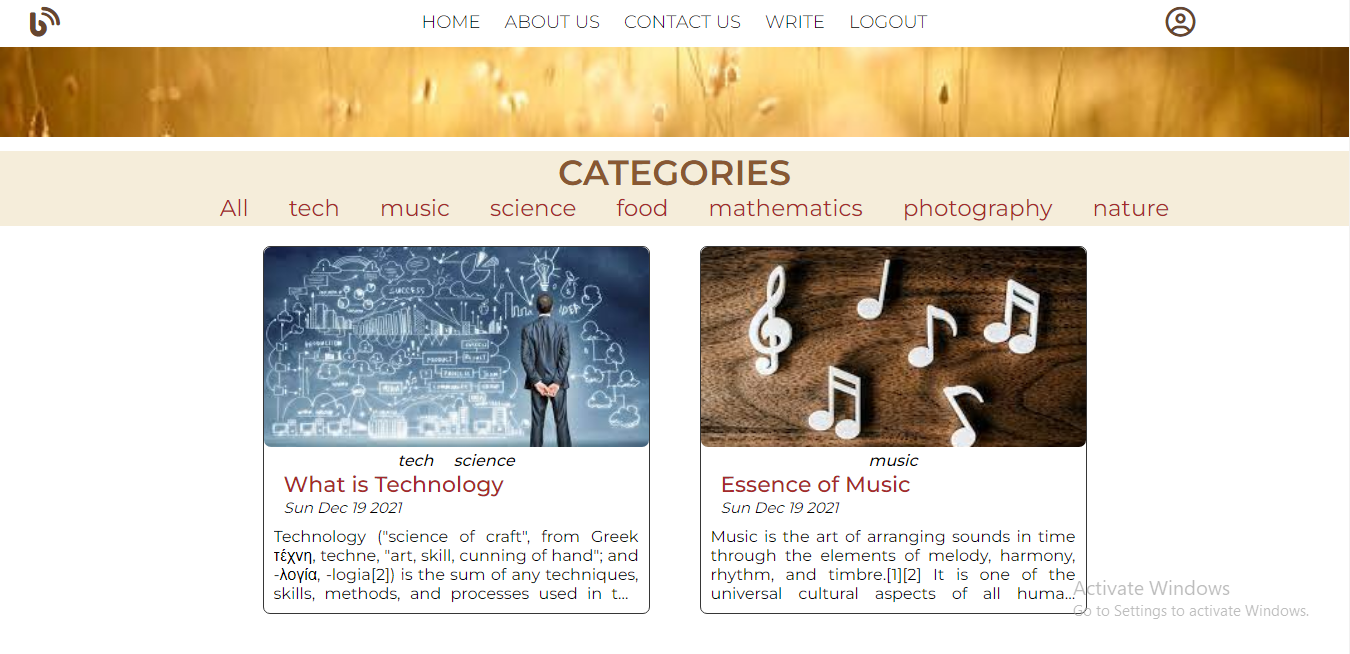 HOME ABOUT US CONTACT US WRITE LOGOUT
CATEGORIES
All tech music science food mathematics photography nature
SUCCESS
IDEA
PRODUCT
tech science
What is Technology
Sun Dec 19 2021
Technology ("science of craft", from Greek
τέχνη, techne, "art, skill, cunning of hand"; and
-λογία, -logia[2]) is the sum of any techniques,
skills, methods, and processes used in t...
music
Essence of Music
Sun Dec 19 2021
Music is the art of arranging sounds in time
through the elements of melody, harmony,
rhythm, and timbre.[1][2] It is one of the
universal cultural aspects of all huma...
Activate Windows
Go to Settings to activate Windows.